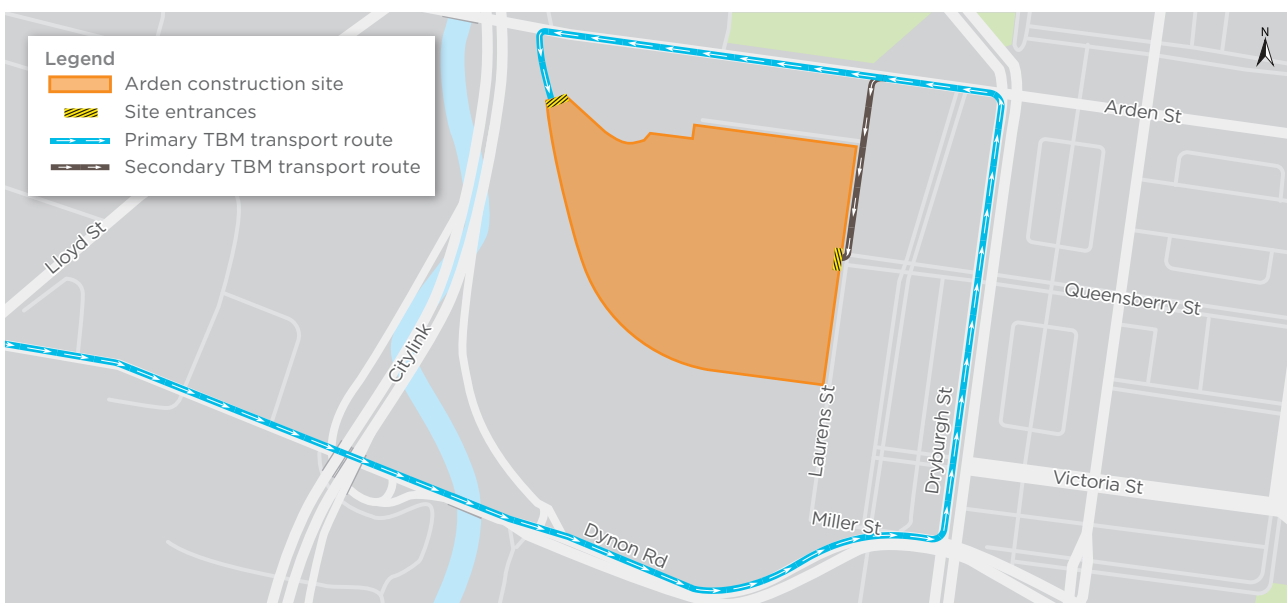 Legend
Arden construction site
Site entrances
Primary TBM transport route
Secondary TBM transport route
N
Arden St
Lloyd St
Queensberry St
Citylink
Laurens St
Dryburgh St
Victoria St
Miller St
Dynon Rd